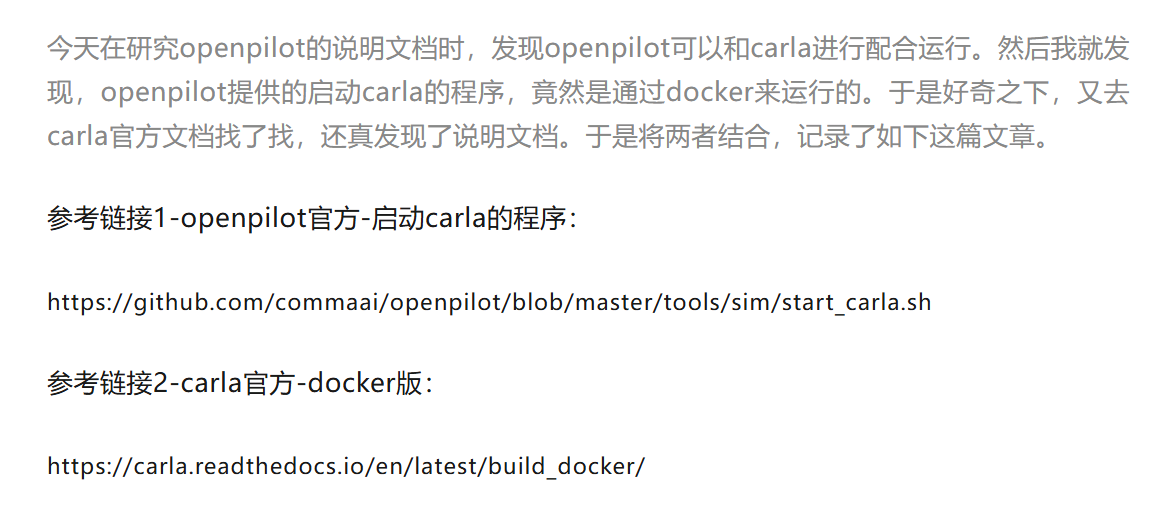 今天在研究openpilot的说明文档时，发现openpilot可以和carla进行配合运行。然后我就发
现，openpilot提供的启动carla的程序，竟然是通过docker来运行的。于是好奇之下，又去
carla官方文档找了找，还真发现了说明文档。于是将两者结合，记录了如下这篇文章。
参考链接1-openpilot官方-启动carla的程序：
https://github.com/commaai/openpilot/blob/master/tools/sim/start_carla.sh
参考链接2-carla官方-docker版：
https://carla.readthedocs.io/en/latest/build_docker/